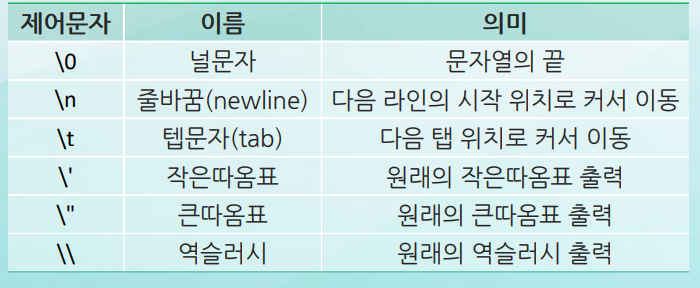 제어문자 이름 의미
\0 널문자 문자열의 끝
\n 줄바꿈(newline) 다음 라인의 시작 위치로 커서 이동
\t 텝문자(tab) 다음 탭 위치로 커서 이동
\' 작은따옴표 원래의 작은따옴표 출력
\" 큰따옴표 원래의 큰따옴표 출력
\\ 역슬러시 원래의 역슬러시 출력